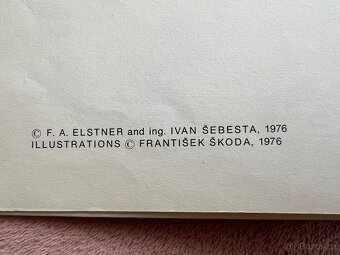 © F. A. ELSTNER and ing. IVAN ŠEBESTA, 1976
ILLUSTRATIONS © FRANTIŠEK ŠKODA, 1976